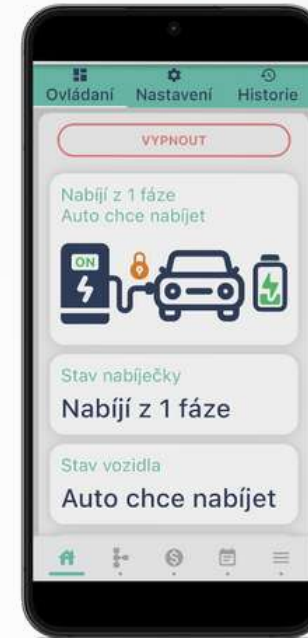 Ovládaní Nastavení Historie
VYPNOUT
Nabíjí z 1 fáze
Auto chce nabíjet
ON
Stav nabíječky
Nabíjí z 1 fáze
Stav vozidla
Auto chce nabíjet